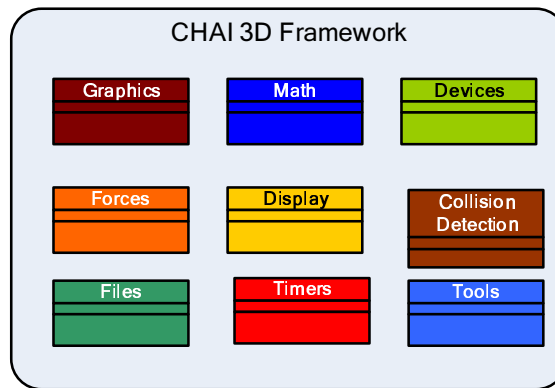 CHAI 3D Framework
Graphics
Math
Devices
Forces
Display
Collision
Detection
Files
Timers
Tools